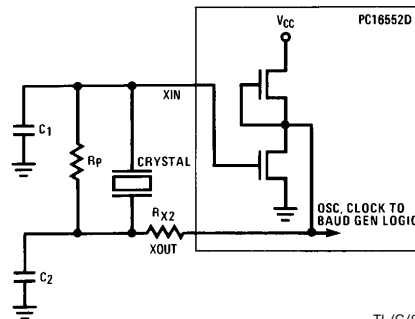 VCC
PC16552D
XIN
C1
RP
CRYSTAL
RX2
XOUT
OSC. CLOCK TO
BAUD GEN LOGIC
C2